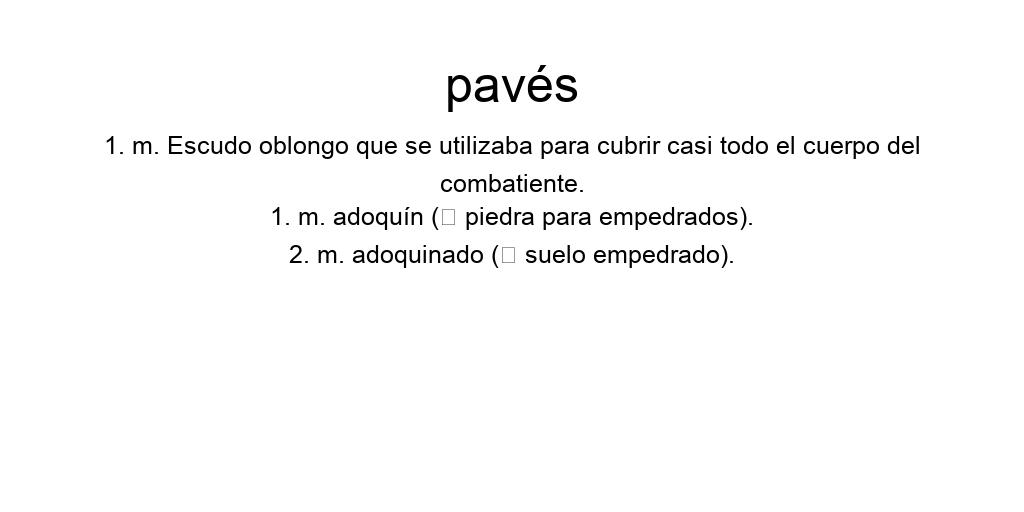 pavés
1. m. Escudo oblongo que se utilizaba para cubrir casi todo el cuerpo del
combatiente.
1. m. adoquín (□ piedra para empedrados).
2. m. adoquinado (□ suelo empedrado).